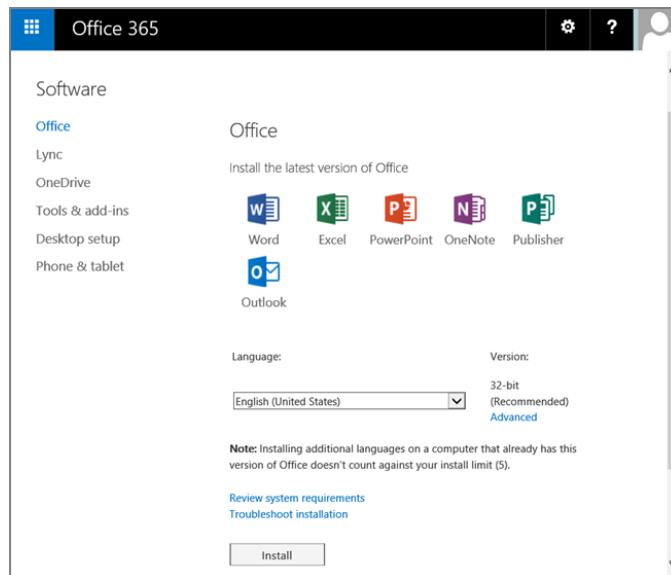 Office 365
?
Software
Office
Lync
OneDrive
Tools & add-ins
Desktop setup
Phone & tablet
Office
Install the latest version of Office
Word Excel PowerPoint OneNote Publisher
Outlook
Language: Version:
English (United States)
32-bit
(Recommended)
Advanced
Note: Installing additional languages on a computer that already has this
version of Office doesn't count against your install limit (5).
Review system requirements
Troubleshoot installation
Install